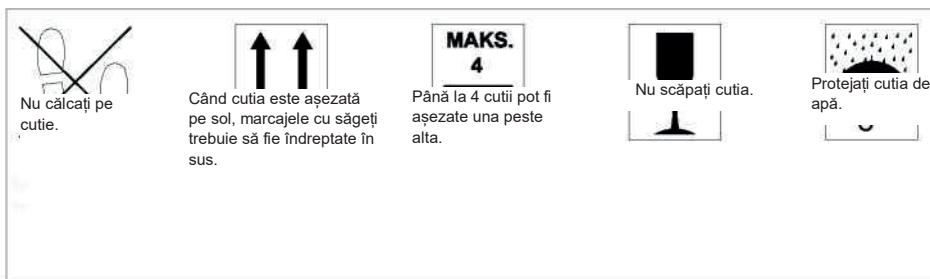 MAKS.
4
Nu călcați pe
cutie.
Când cutia este așezată
pe sol, marcajele cu săgeți
trebuie să fie îndreptate în
sus.
Până la 4 cutii pot fi
așezate una peste
alta.
Nu scăpați cutia.
Protejați cutia de
apă.